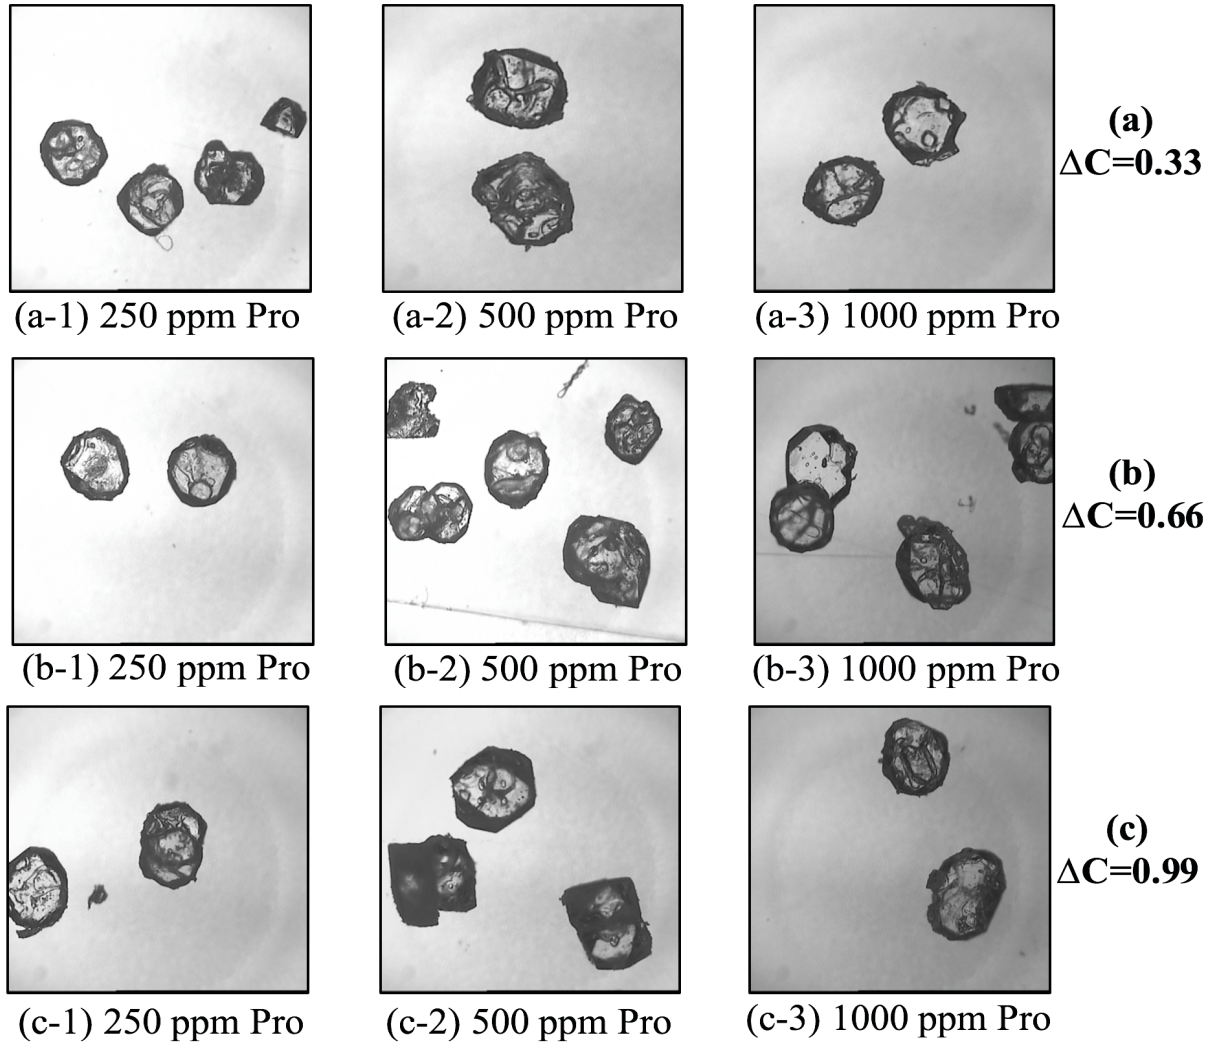 (a)
ΔC=0.33
(a-1) 250 ppm Pro
(a-2) 500 ppm Pro
(a-3) 1000 ppm Pro
(b)
ΔC=0.66
(b-1) 250 ppm Pro
(b-2) 500 ppm Pro
(b-3) 1000 ppm Pro
(c)
ΔC=0.99
(c-1) 250 ppm Pro
(c-2) 500 ppm Pro
(c-3) 1000 ppm Pro